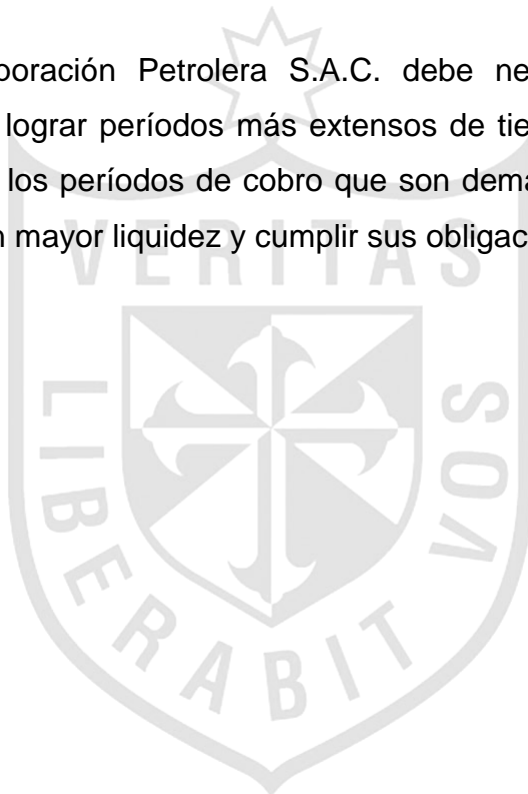 poración Petrolera S.A.C. debe ne
lograr períodos más extensos de tie
los períodos de cobro que son dema
n mayor liquidez y cumplir sus obligac
VERITAS
LIBERABIT VOS